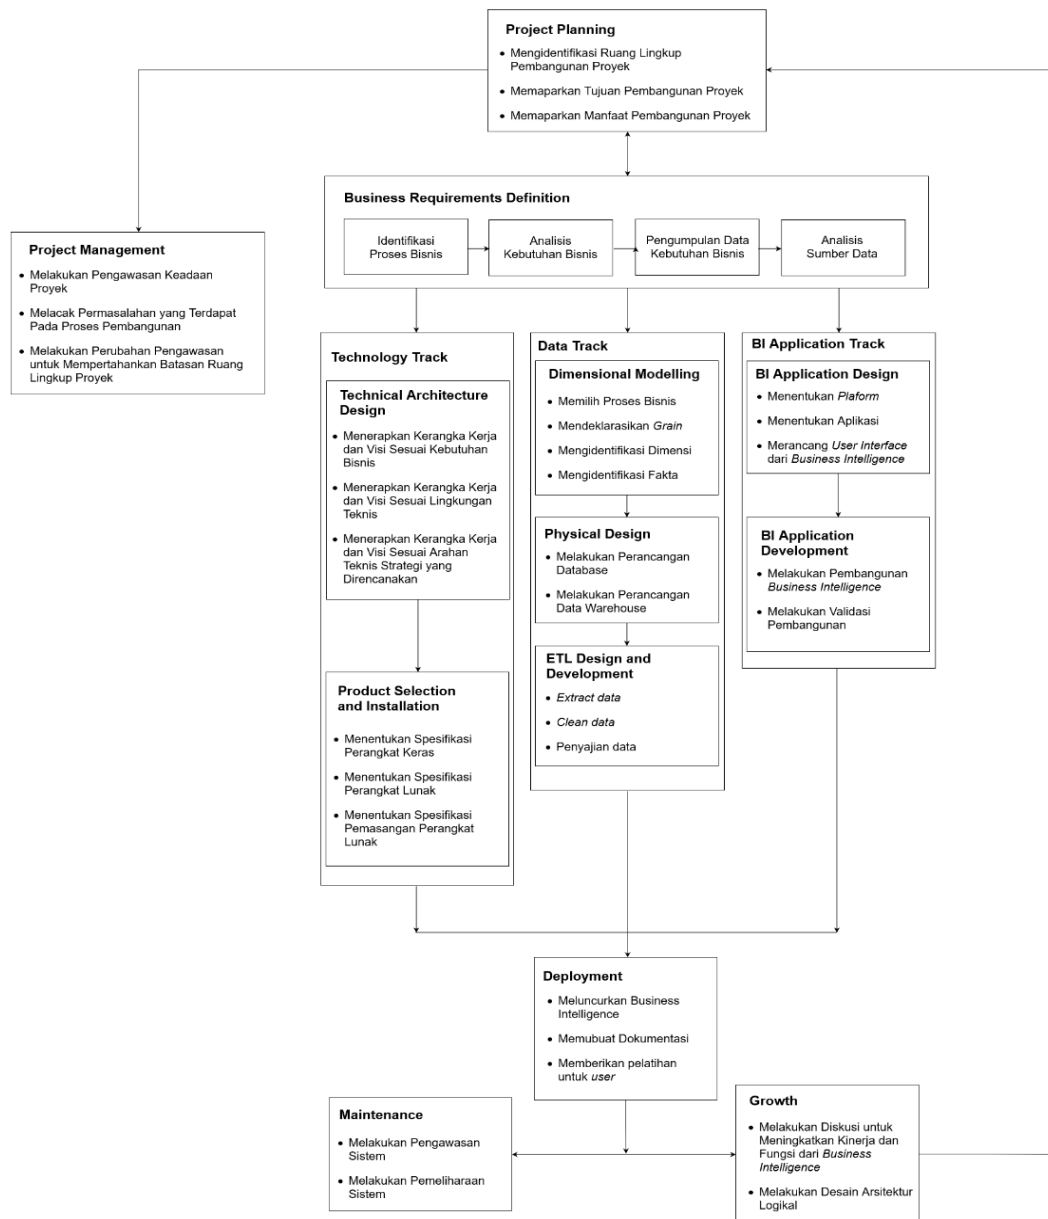 Project Planning
• Mengidentifikasi Ruang Lingkup
Pembangunan Proyek
• Memaparkan Tujuan Pembangunan Proyek
• Memaparkan Manfaat Pembangunan Proyek
Business Requirements Definition
Identifikasi
Proses Bisnis
Analisis
Kebutuhan Bisnis
Pengumpulan Data
Kebutuhan Bisnis
Analisis
Sumber Data
Project Management
• Melakukan Pengawasan Keadaan
Proyek
• Melacak Permasalahan yang Terdapat
Pada Proses Pembangunan
• Melakukan Perubahan Pengawasan
untuk Mempertahankan Batasan Ruang
Lingkup Proyek
Technology Track
Technical Architecture
Design
• Menerapkan Kerangka Kerja
dan Visi Sesuai Kebutuhan
Bisnis
• Menerapkan Kerangka Kerja
dan Visi Sesuai Lingkungan
Teknis
• Menerapkan Kerangka Kerja
dan Visi Sesuai Arahan
Teknis Strategi yang
Direncanakan
Product Selection
and Installation
• Menentukan Spesifikasi
Perangkat Keras
• Menentukan Spesifikasi
Perangkat Lunak
• Menentukan Spesifikasi
Pemasangan Perangkat
Lunak
Data Track
Dimensional Modelling
• Memilih Proses Bisnis
• Mendeklarasikan Grain
• Mengidentifikasi Dimensi
• Mengidentifikasi Fakta
Physical Design
• Melakukan Perancangan
Database
• Melakukan Perancangan
Data Warehouse
ETL Design and
Development
• Extract data
• Clean data
• Penyajian data
BI Application Track
BI Application Design
• Menentukan Plaform
• Menentukan Aplikasi
• Merancang User Interface
dari Business Intelligence
BI Application
Development
• Melakukan Pembangunan
Business Intelligence
• Melakukan Validasi
Pembangunan
Deployment
• Meluncurkan Business
Intelligence
• Memubuat Dokumentasi
• Memberikan pelatihan
untuk user
Maintenance
• Melakukan Pengawasan
Sistem
• Melakukan Pemeliharaan
Sistem
Growth
• Melakukan Diskusi untuk
Meningkatkan Kinerja dan
Fungsi dari Business
Intelligence
• Melakukan Desain Arsitektur
Logikal